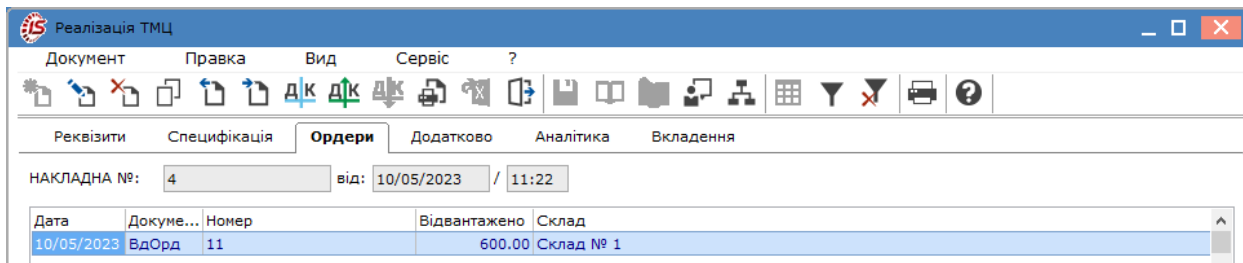 Реалізація ТМЦ
Документ Правка Вид Сервіс ?
Реквізити Специфікація Ордери Додатково Аналітика Вкладення
НАКЛАДНА №: 4 від: 10/05/2023 / 11:22
Дата Докуме... Номер Відвантажено Склад
10/05/2023 ВдОрд 11 600.00 Склад № 1